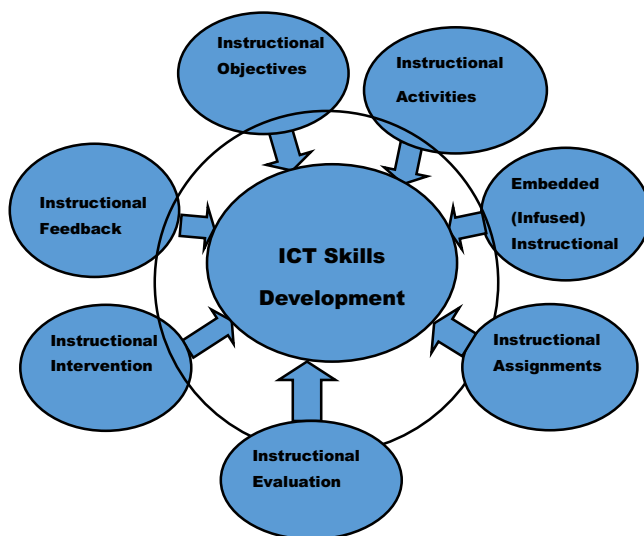 Instructional
Objectives
Instructional
Activities
Embedded
(Infused)
Instructional
Instructional
Assignments
Instructional
Evaluation
Instructional
Intervention
Instructional
Feedback
ICT Skills
Development